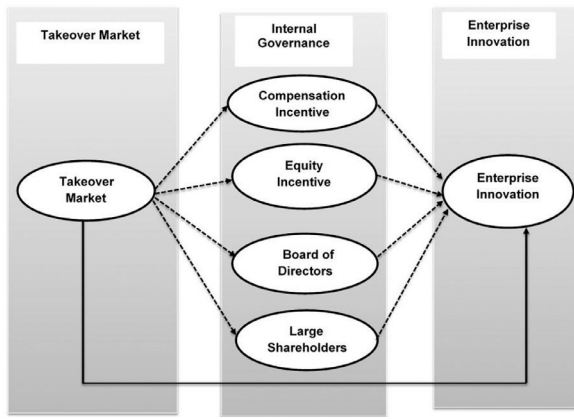 Takeover Market
Internal
Governance
Enterprise
Innovation
Compensation
Incentive
Equity
Incentive
Takeover
Market
Enterprise
Innovation
Board of
Directors
Large
Shareholders